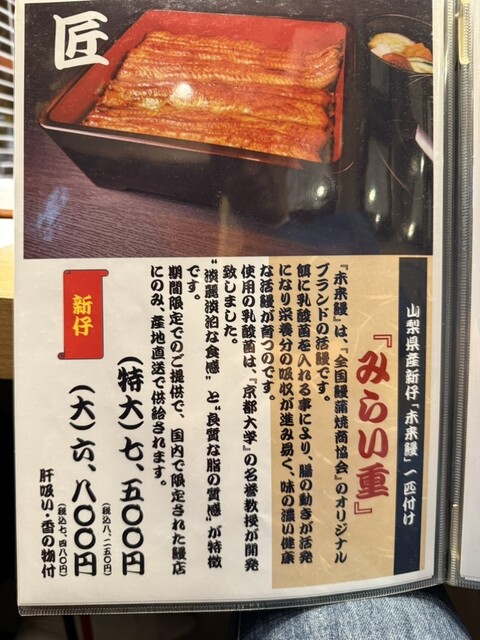 匠
山梨県産新仔「未来鰻」一匹付け
『みらい重』
『未来鰻』は、『全国鰻蒲焼商協会』のオリジナル
ブランドの活鰻です。
餌に乳酸菌を入れる事により、腸の動きが活発
になり栄養分の吸収が進み易く、味の濃い健康
な活鰻が育つのです。
使用の乳酸菌は、『京都大学』の名誉教授が開発
致しました。
“淡麗淡泊な食感”と“良質な脂の質感”が特徴
です。
期間限定でのご提供で、国内で限定された鰻店
にのみ、産地直送で供給されます。
新仔
(特大)七、五〇〇円
(税込八、二五〇円)
(大)六、八〇〇円
(税込七、四八〇円)
肝吸い・香の物付